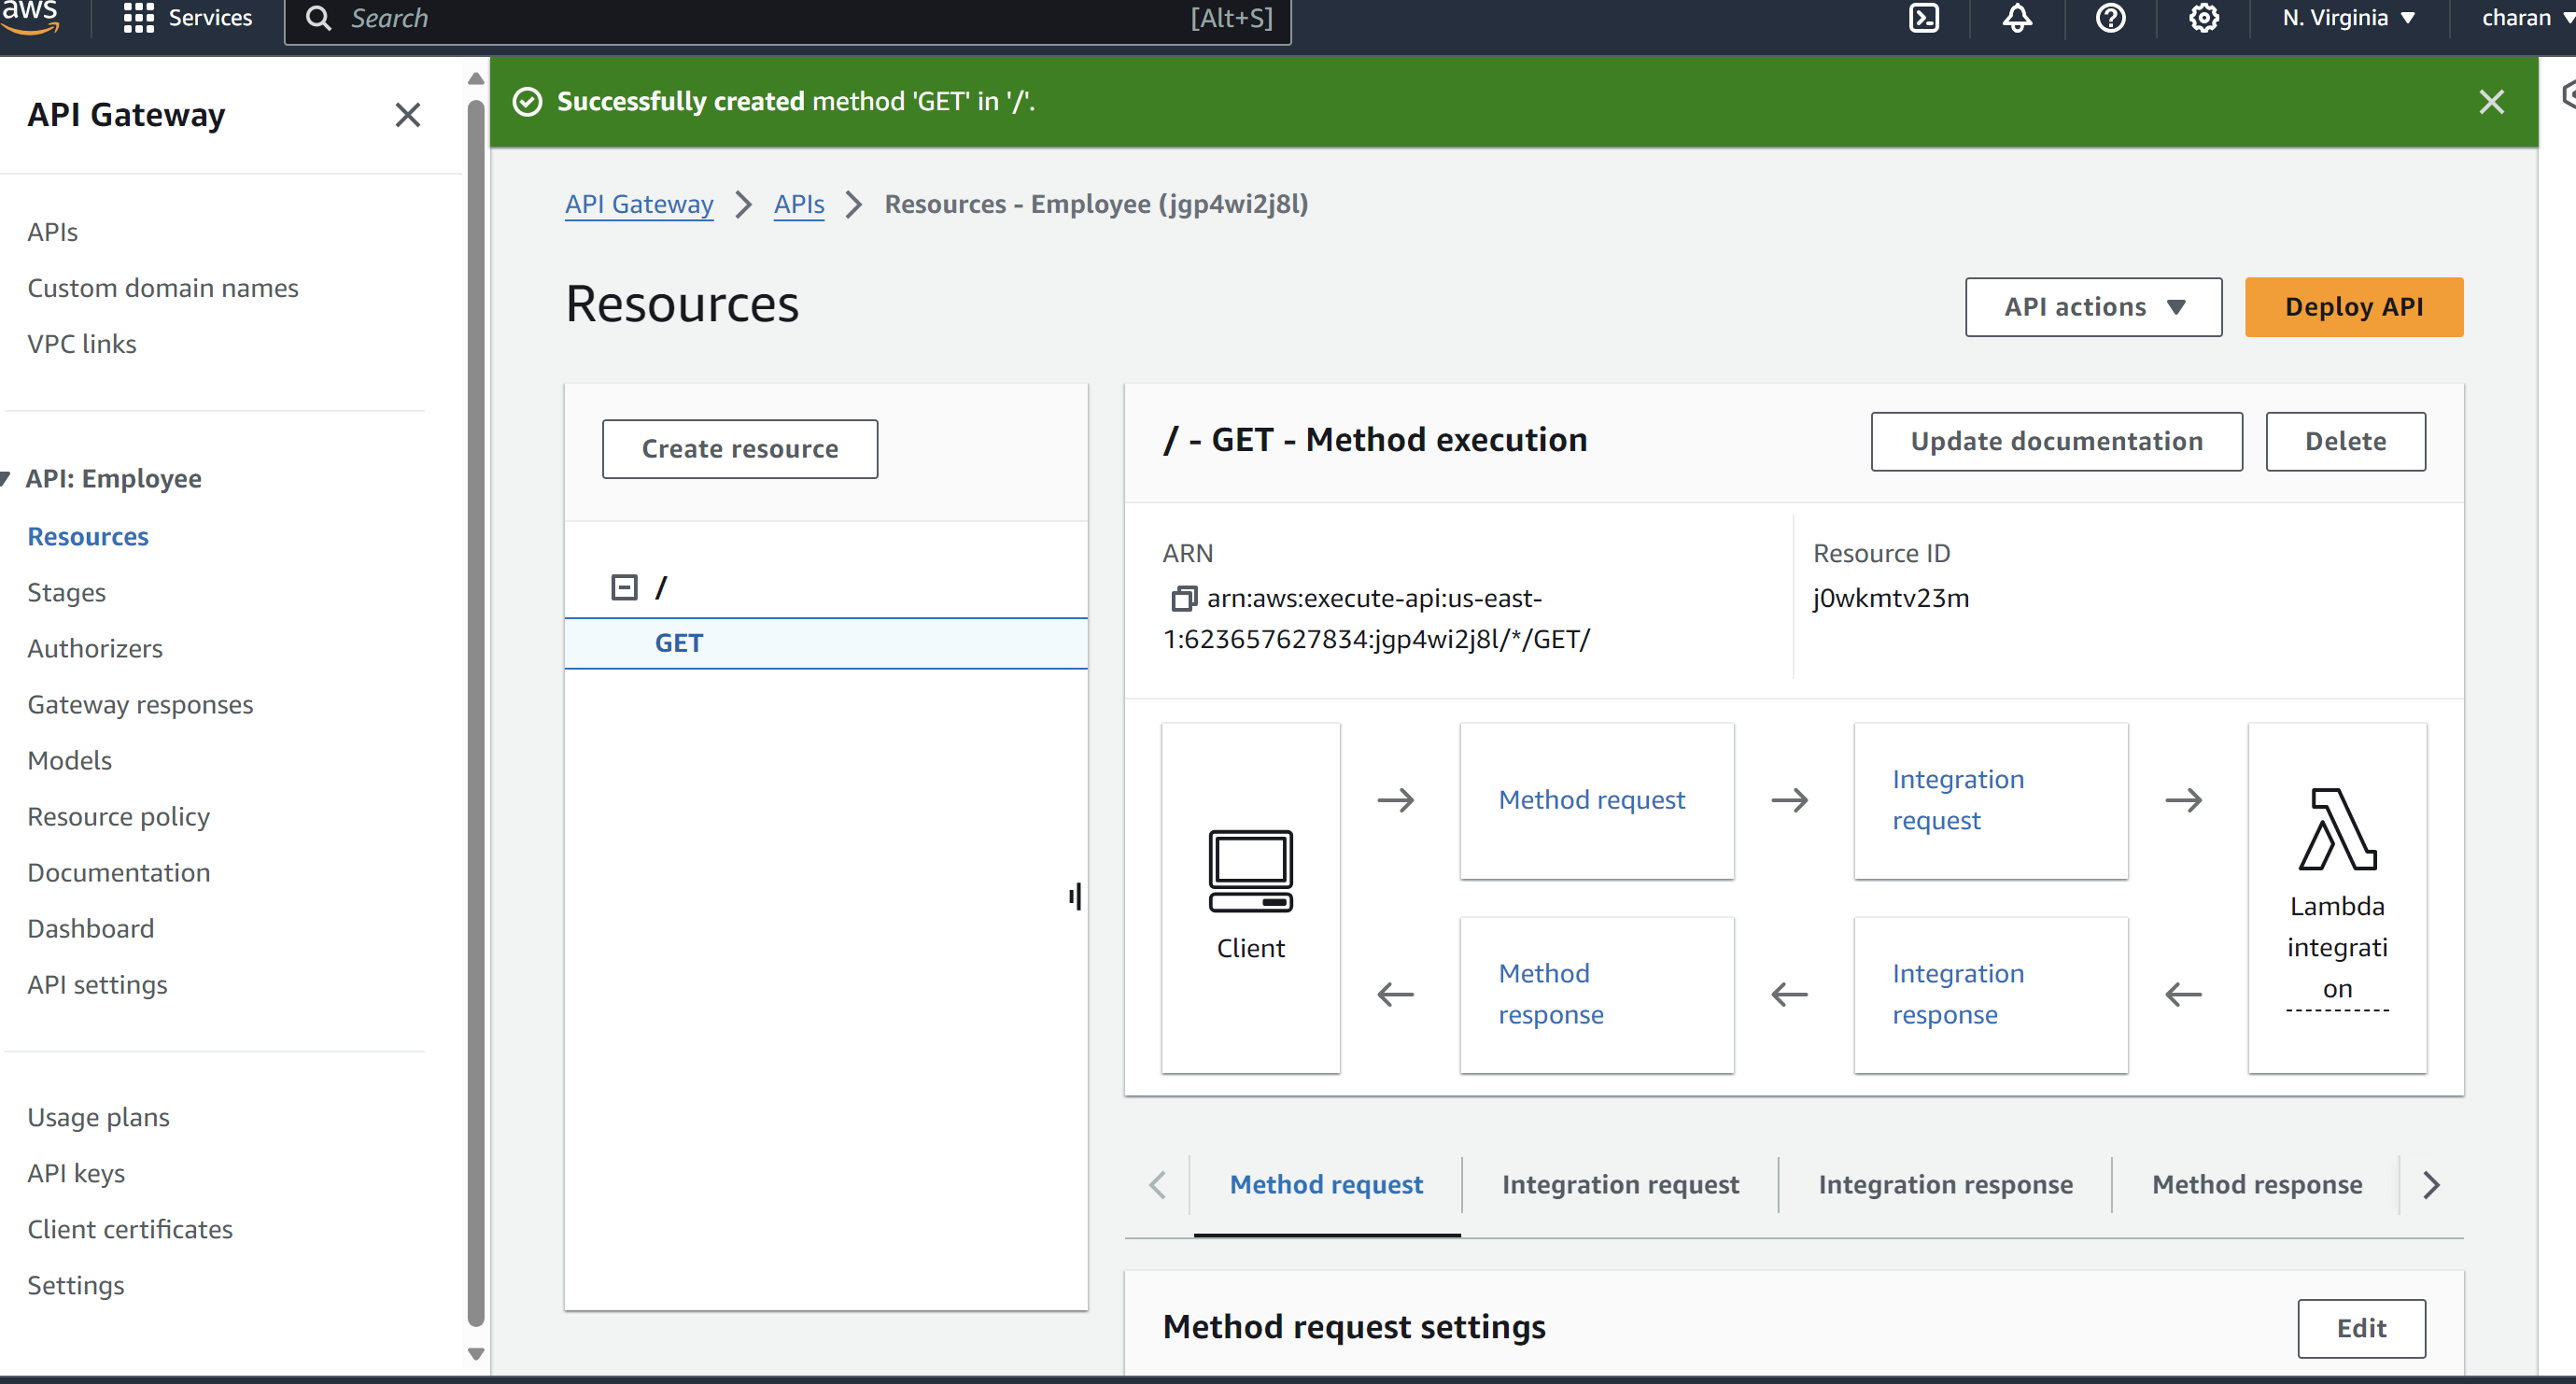 aws
Services
Search
[Alt+S]
N. Virginia
charan
API Gateway
APIs
Custom domain names
VPC links
API: Employee
Resources
Stages
Authorizers
Gateway responses
Models
Resource policy
Documentation
Dashboard
API settings
Usage plans
API keys
Client certificates
Settings
Successfully created method 'GET' in '/'.
API Gateway
APIs
Resources - Employee (jgp4wi2j8l)
Resources
API actions
Deploy API
Create resource
/
GET
/ - GET - Method execution
Update documentation
Delete
ARN
arn:aws:execute-api:us-east-
1:623657627834:jgp4wi2j8l/*/GET/
Resource ID
j0wkmtv23m
Client
Method request
Integration
request
Method
response
Integration
response
Lambda
integrati
on
Method request
Integration request
Integration response
Method response
Method request settings
Edit